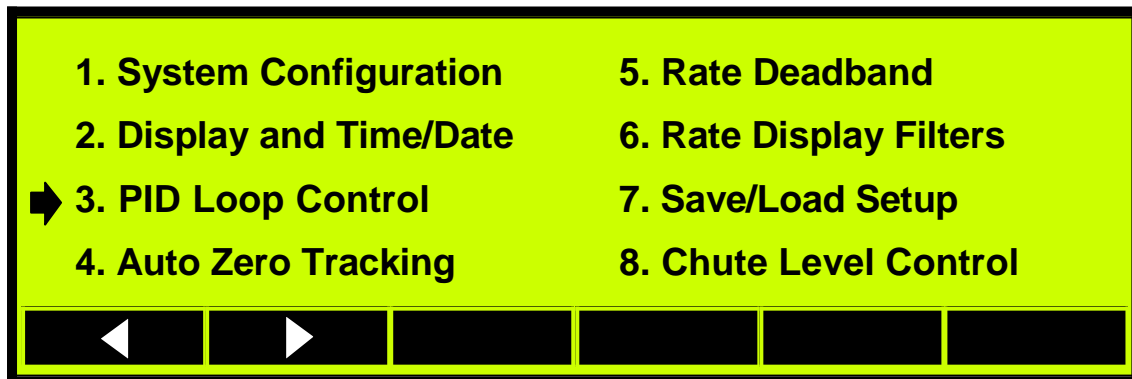 1. System Configuration
2. Display and Time/Date
3. PID Loop Control
4. Auto Zero Tracking
5. Rate Deadband
6. Rate Display Filters
7. Save/Load Setup
8. Chute Level Control